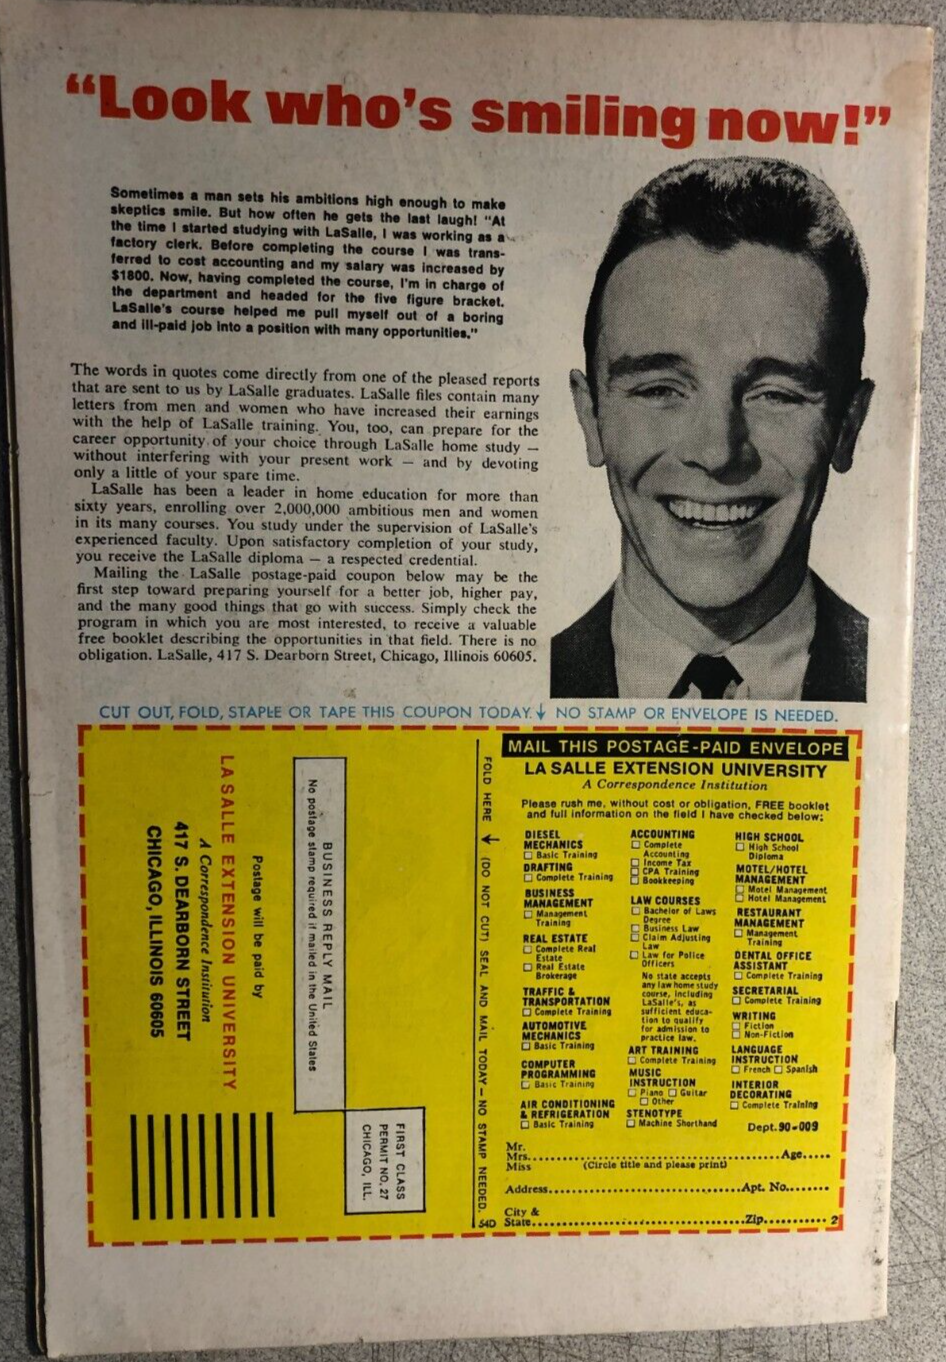 “Look who’s smiling now!”
Sometimes a man sets his ambitions high enough to make
skeptics smile. But how often he gets the last laugh! “At
the time I started studying with LaSalle, I was working as a
factory clerk. Before completing the course I was trans-
ferred to cost accounting and my salary was increased by
$1800. Now, having completed the course, I’m in charge of
the department and headed for the five figure bracket.
LaSalle’s course helped me pull myself out of a boring
and ill-paid job into a position with many opportunities.”
The words in quotes come directly from one of the pleased reports
that are sent to us by LaSalle graduates. LaSalle files contain many
letters from men and women who have increased their earnings
with the help of LaSalle training. You, too, can prepare for the
career opportunity of your choice through LaSalle home study —
without interfering with your present work — and by devoting
only a little of your spare time.
LaSalle has been a leader in home education for more than
sixty years, enrolling over 2,000,000 ambitious men and women
in its many courses. You study under the supervision of LaSalle’s
experienced faculty. Upon satisfactory completion of your study,
you receive the LaSalle diploma — a respected credential.
Mailing the LaSalle postage-paid coupon below may be the
first step toward preparing yourself for a better job, higher pay,
and the many good things that go with success. Simply check the
program in which you are most interested, to receive a valuable
free booklet describing the opportunities in that field. There is no
obligation. LaSalle, 417 S. Dearborn Street, Chicago, Illinois 60605.
CUT OUT, FOLD, STAPLE OR TAPE THIS COUPON TODAY. ↓ NO STAMP OR ENVELOPE IS NEEDED.
FIRST CLASS
PERMIT NO. 27
CHICAGO, ILL.
BUSINESS REPLY MAIL
No postage stamp required if mailed in the United States
Postage will be paid by
LA SALLE EXTENSION UNIVERSITY
A Correspondence Institution
417 S. DEARBORN STREET
CHICAGO, ILLINOIS 60605
FOLD HERE ↓ (DO NOT CUT) SEAL AND MAIL TODAY — NO STAMP NEEDED.
54D
MAIL THIS POSTAGE-PAID ENVELOPE
LA SALLE EXTENSION UNIVERSITY
A Correspondence Institution
Please rush me, without cost or obligation, FREE booklet
and full information on the field I have checked below:
DIESEL
MECHANICS
☐ Basic Training
DRAFTING
☐ Complete Training
BUSINESS
MANAGEMENT
☐ Management
Training
REAL ESTATE
☐ Complete Real
Estate
☐ Real Estate
Brokerage
TRAFFIC &
TRANSPORTATION
☐ Complete Training
AUTOMOTIVE
MECHANICS
☐ Basic Training
COMPUTER
PROGRAMMING
☐ Basic Training
AIR CONDITIONING
& REFRIGERATION
☐ Basic Training
ACCOUNTING
☐ Complete
Accounting
☐ Income Tax
☐ CPA Training
☐ Bookkeeping
LAW COURSES
☐ Bachelor of Laws
Degree
☐ Business Law
☐ Claim Adjusting
Law
☐ Law for Police
Officers
No state accepts
any law home study
course, including
LaSalle’s, as
sufficient educa-
tion to qualify
for admission to
practice law.
ART TRAINING
☐ Complete Training
MUSIC
INSTRUCTION
☐ Piano ☐ Guitar
☐ Other
STENOTYPE
☐ Machine Shorthand
HIGH SCHOOL
☐ High School
Diploma
MOTEL/HOTEL
MANAGEMENT
☐ Motel Management
☐ Hotel Management
RESTAURANT
MANAGEMENT
☐ Management
Training
DENTAL OFFICE
ASSISTANT
☐ Complete Training
SECRETARIAL
☐ Complete Training
WRITING
☐ Fiction
☐ Non-Fiction
LANGUAGE
INSTRUCTION
☐ French ☐ Spanish
INTERIOR
DECORATING
☐ Complete Training
Dept. 90-009
Mr.
Mrs. ........ Age.....
Miss (Circle title and please print)
Address........ Apt. No........
City &
State........ Zip........ 2